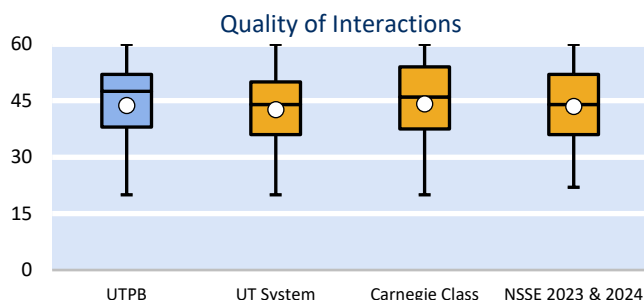 Quality of Interactions
60
45
30
15
0
UTPB UT System Carnegie Class NSSE 2023 & 2024